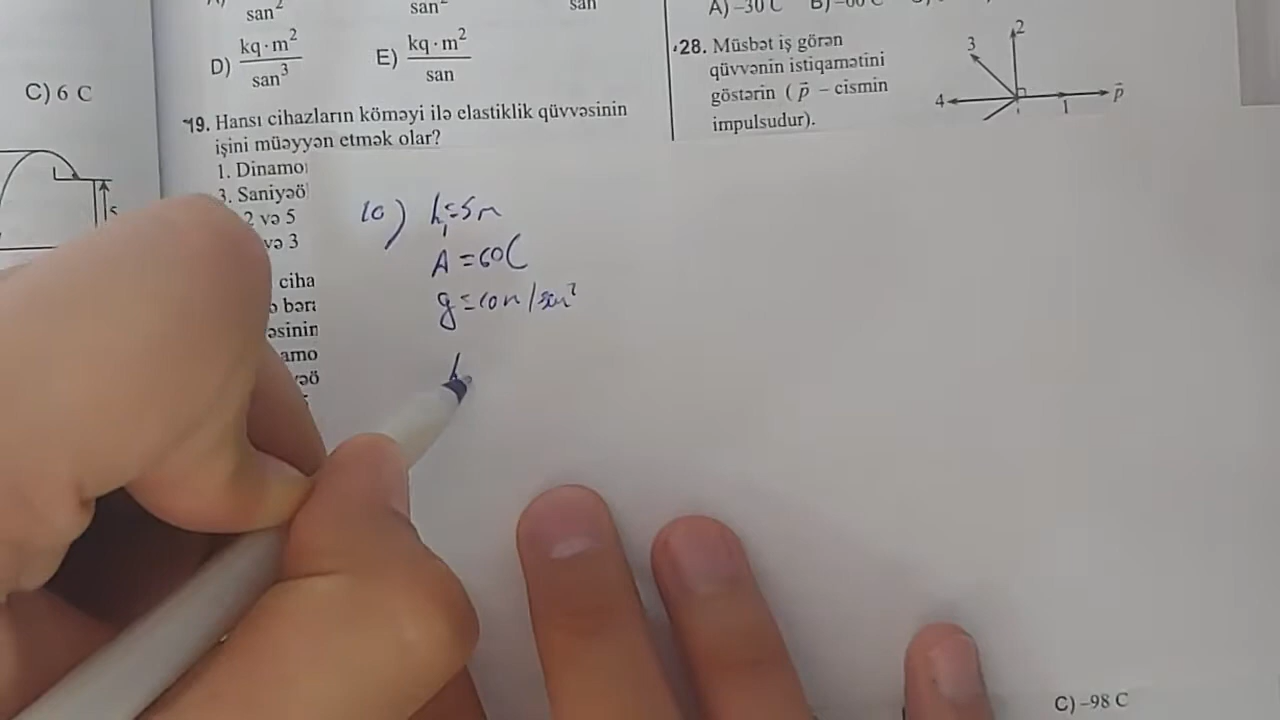 C) 6 C
san²
san²
san
D) kq·m²/san³
E) kq·m²/san
19. Hansı cihazların köməyi ilə elastiklik qüvvəsinin
işini müəyyən etmək olar?
1. Dinamo
3. Saniyəö
2 və 5
və 3
ciha
əsinin
amo
10) h₁=5m
A=60C
g=10m/san²
h
A) –30 C
28. Müsbət iş görən
qüvvənin istiqamətini
göstərin ( p⃗ – cismin
impulsudur).
2
3
4
1
p⃗
C) –98 C